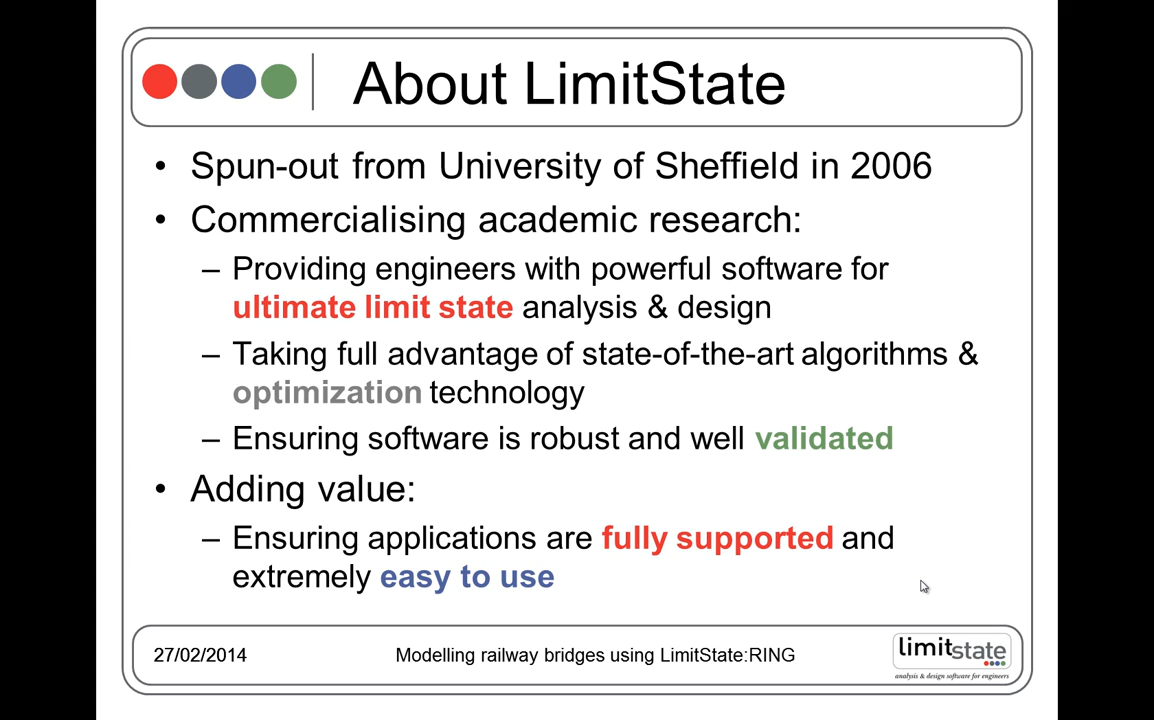 About LimitState
• Spun-out from University of Sheffield in 2006
• Commercialising academic research:
– Providing engineers with powerful software for
ultimate limit state analysis & design
– Taking full advantage of state-of-the-art algorithms &
optimization technology
– Ensuring software is robust and well validated
• Adding value:
– Ensuring applications are fully supported and
extremely easy to use
27/02/2014
Modelling railway bridges using LimitState:RING
limitstate
analysis & design software for engineers